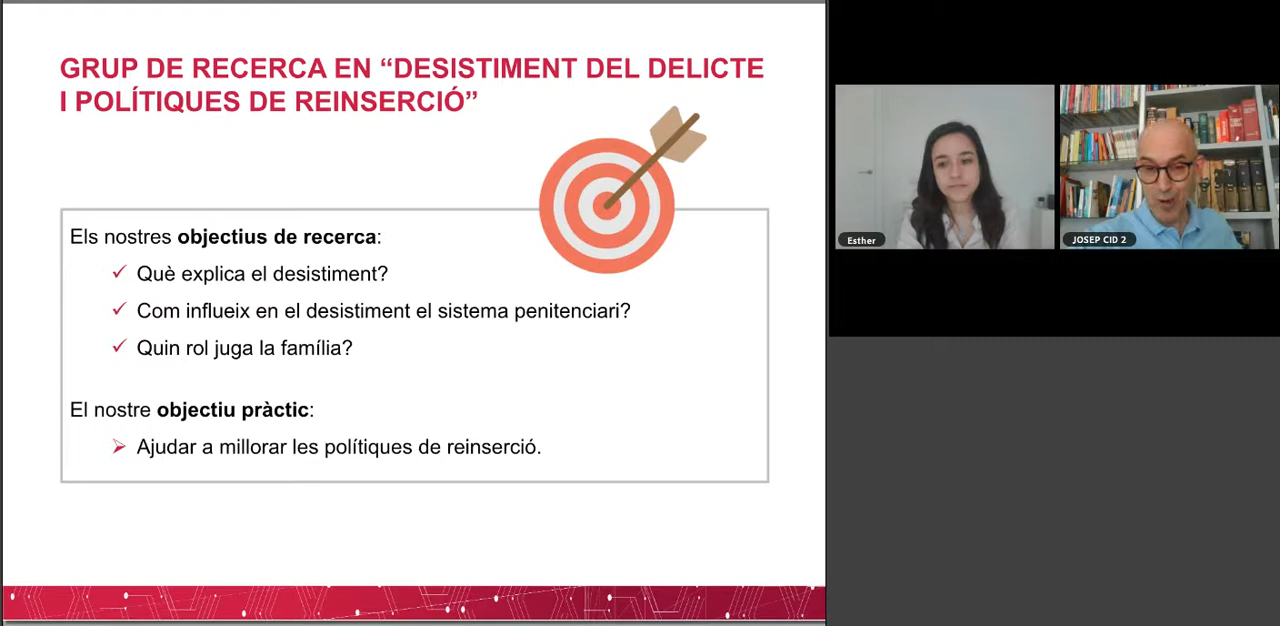 GRUP DE RECERCA EN “DESISTIMENT DEL DELICTE
I POLÍTIQUES DE REINSERCIÓ”
Els nostres objectius de recerca:
Què explica el desistiment?
Com influeix en el desistiment el sistema penitenciari?
Quin rol juga la família?
El nostre objectiu pràctic:
Ajudar a millorar les polítiques de reinserció.
Esther
JOSEP CID 2